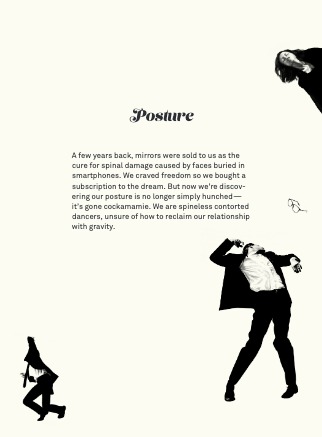 Posture
A few years back, mirrors were sold to us as the
cure for spinal damage caused by faces buried in
smartphones. We craved freedom so we bought a
subscription to the dream. But now we're discov-
ering our posture is no longer simply hunched—
it's gone cockamamie. We are spineless contorted
dancers, unsure of how to reclaim our relationship
with gravity.